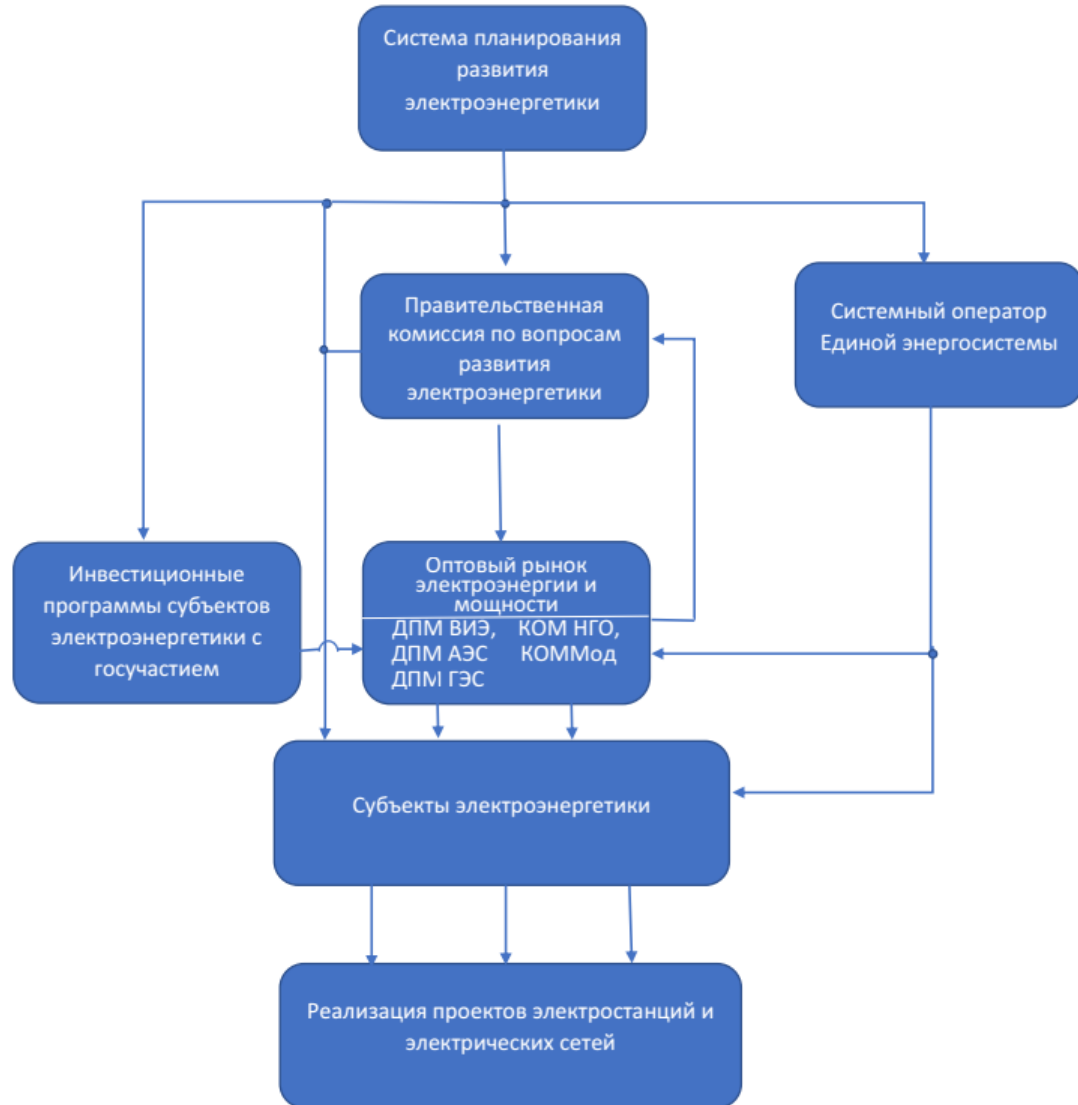 Система планирования
развития
электроэнергетики
Правительственная
комиссия по вопросам
развития
электроэнергетики
Системный оператор
Единой энергосистемы
Инвестиционные
программы субъектов
электроэнергетики с
госучастием
Оптовый рынок
электроэнергии и
мощности
ДПМ ВИЭ, КОМ НГО,
ДПМ АЭС КОММод
ДПМ ГЭС
Субъекты электроэнергетики
Реализация проектов электростанций и
электрических сетей